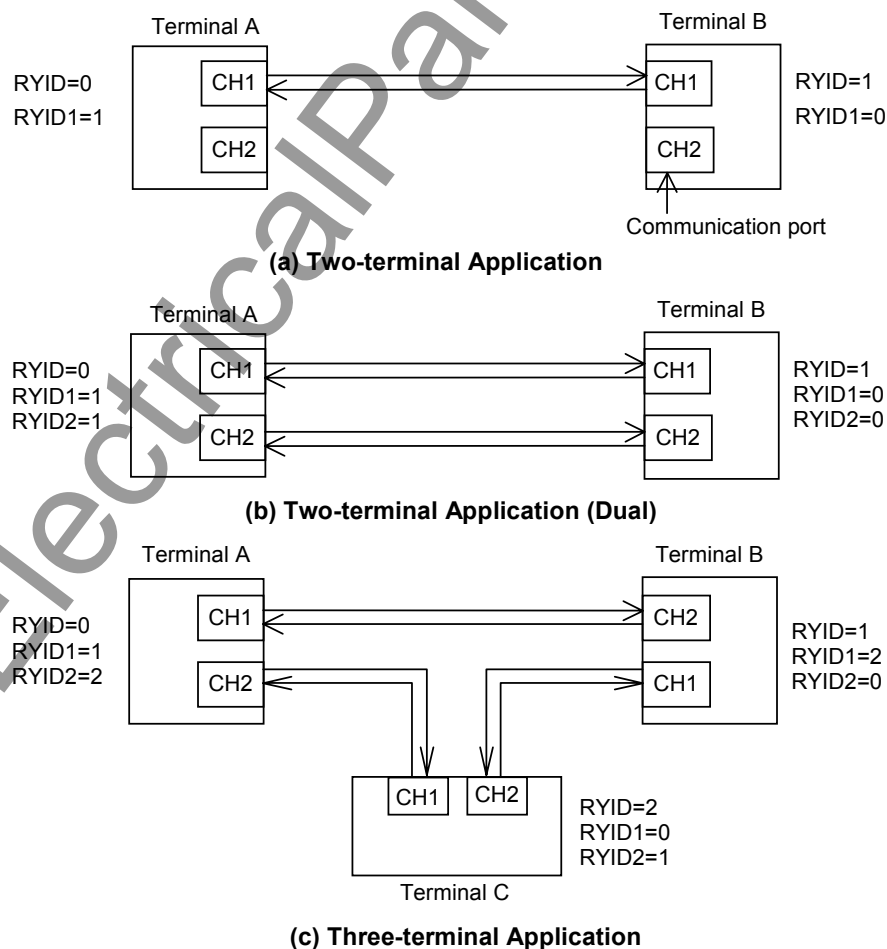 Terminal A
Terminal B
RYID=0
RYID1=1
CH1
CH2
CH1
CH2
RYID=1
RYID1=0
Communication port
(a) Two-terminal Application
Terminal A
Terminal B
RYID=0
RYID1=1
RYID2=1
CH1
CH2
CH1
CH2
RYID=1
RYID1=0
RYID2=0
(b) Two-terminal Application (Dual)
Terminal A
Terminal B
RYID=0
RYID1=1
RYID2=2
CH1
CH2
CH2
CH1
RYID=1
RYID1=2
RYID2=0
CH1
CH2
RYID=2
RYID1=0
RYID2=1
Terminal C
(c) Three-terminal Application